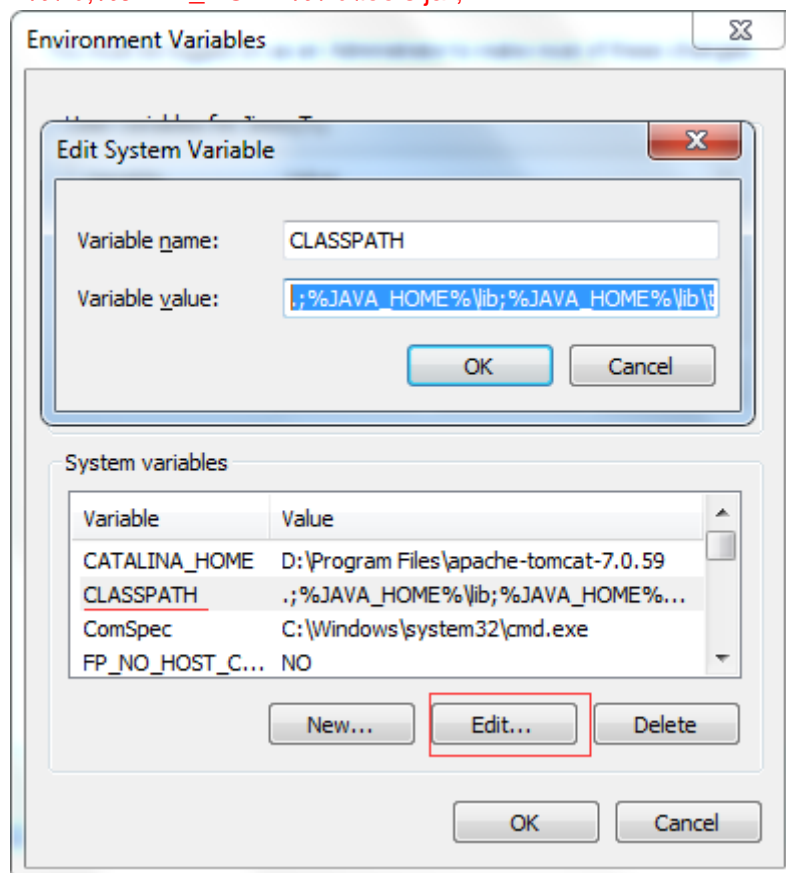 Environment Variables
Edit System Variable
Variable name:
CLASSPATH
Variable value:
.;%JAVA_HOME%\lib;%JAVA_HOME%\lib\t
OK
Cancel
System variables
Variable Value
CATALINA_HOME D:\Program Files\apache-tomcat-7.0.59
CLASSPATH .;%JAVA_HOME%\lib;%JAVA_HOME%...
ComSpec C:\Windows\system32\cmd.exe
FP_NO_HOST_C... NO
New... Edit... Delete
OK Cancel